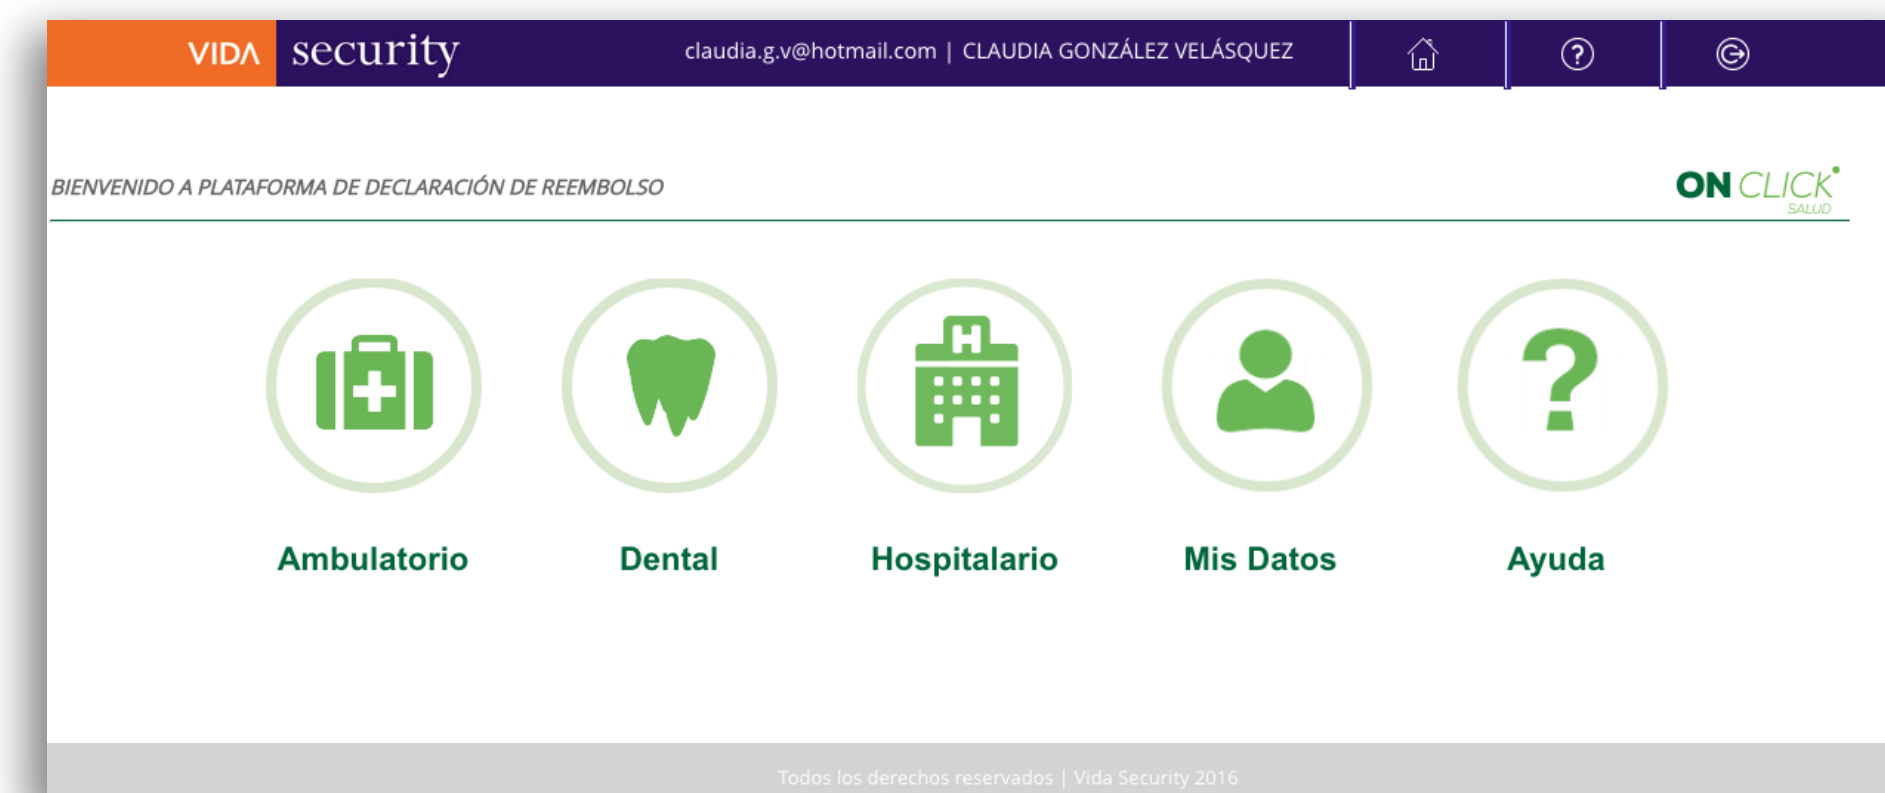 VIDA security
claudia.g.v@hotmail.com | CLAUDIA GONZÁLEZ VELÁSQUEZ
?
BIENVENIDO A PLATAFORMA DE DECLARACIÓN DE REEMBOLSO
ON CLICK
SALUD
H
?
Ambulatorio
Dental
Hospitalario
Mis Datos
Ayuda
Todos los derechos reservados | Vida Security 2016